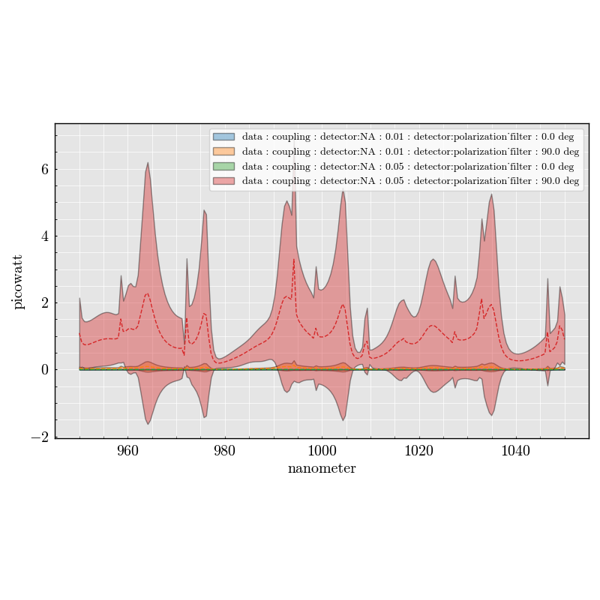 data : coupling : detector:NA : 0.01 : detector:polarization˙filter : 0.0 deg
data : coupling : detector:NA : 0.01 : detector:polarization˙filter : 90.0 deg
data : coupling : detector:NA : 0.05 : detector:polarization˙filter : 0.0 deg
data : coupling : detector:NA : 0.05 : detector:polarization˙filter : 90.0 deg
6
4
2
0
−2
picowatt
960 980 1000 1020 1040
nanometer